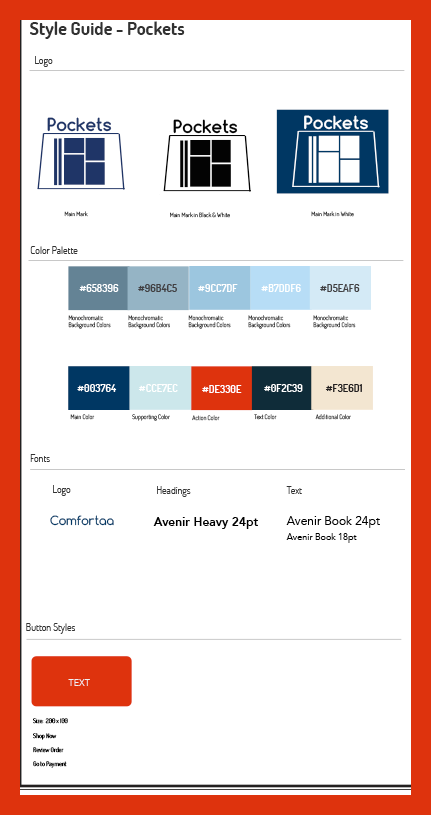 Style Guide - Pockets
Logo
Pockets
Pockets
Pockets
Main Mark
Main Mark in Black & White
Main Mark in White
Color Palette
#658396
#96B4C5
#9CC7DF
#B7DDF6
#D5EAF6
Monochromatic
Background Colors
Monochromatic
Background Colors
Monochromatic
Background Colors
Monochromatic
Background Colors
Monochromatic
Background Colors
#003764
#CCE7EC
#DE330E
#0F2C39
#F3E6D1
Main Color
Supporting Color
Action Color
Text Color
Additional Color
Fonts
Logo
Headings
Text
Comfortaa
Avenir Heavy 24pt
Avenir Book 24pt
Avenir Book 18pt
Button Styles
TEXT
Size 200 x 100
Shop Now
Review Order
Go to Payment